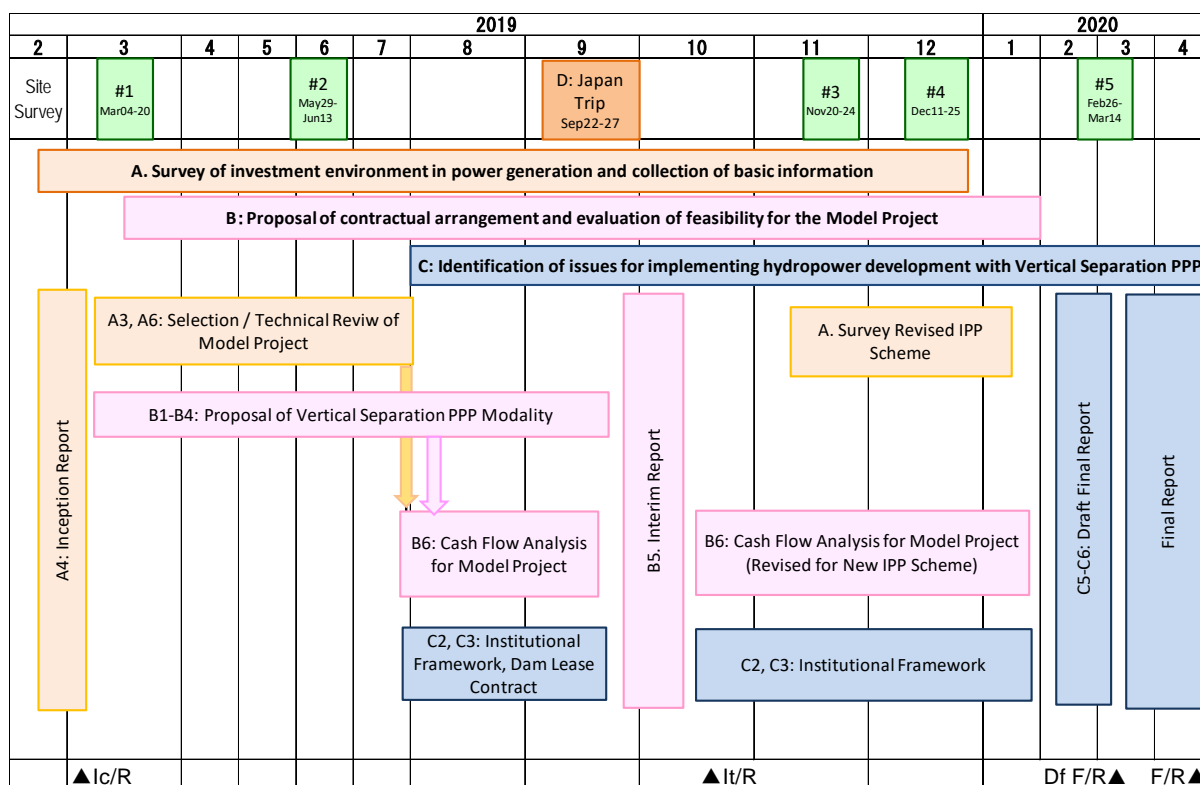 2019 2020
2 3 4 5 6 7 8 9 10 11 12 1 2 3 4
Site
Survey
#1
Mar04-20
#2
May29-
Jun13
D: Japan
Trip
Sep22-27
#3
Nov20-24
#4
Dec11-25
#5
Feb26-
Mar14
A. Survey of investment environment in power generation and collection of basic information
B: Proposal of contractual arrangement and evaluation of feasibility for the Model Project
C: Identification of issues for implementing hydropower development with Vertical Separation PPP
A4: Inception Report
A3, A6: Selection / Technical Reviw of
Model Project
B1-B4: Proposal of Vertical Separation PPP Modality
B6: Cash Flow Analysis
for Model Project
C2, C3: Institutional
Framework, Dam Lease
Contract
B5. Interim Report
A. Survey Revised IPP
Scheme
B6: Cash Flow Analysis for Model Project
(Revised for New IPP Scheme)
C2, C3: Institutional Framework
C5-C6: Draft Final Report
Final Report
▲Ic/R ▲It/R Df F/R▲ F/R▲